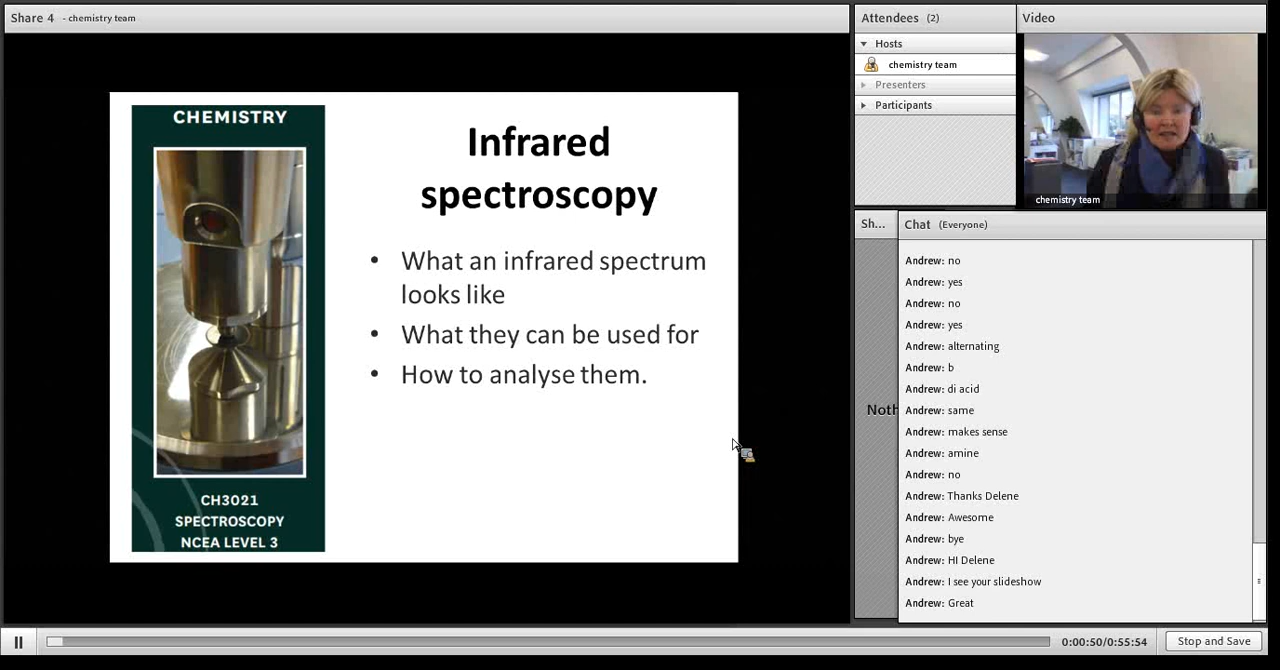 Share 4 - chemistry team
CHEMISTRY
CH3021
SPECTROSCOPY
NCEA LEVEL 3
Infrared
spectroscopy
• What an infrared spectrum
looks like
• What they can be used for
• How to analyse them.
Attendees (2)
Hosts
chemistry team
Presenters
Participants
Video
chemistry team
Sh...
Noth
Chat (Everyone)
Andrew: no
Andrew: yes
Andrew: no
Andrew: yes
Andrew: alternating
Andrew: b
Andrew: di acid
Andrew: same
Andrew: makes sense
Andrew: amine
Andrew: no
Andrew: Thanks Delene
Andrew: Awesome
Andrew: bye
Andrew: HI Delene
Andrew: I see your slideshow
Andrew: Great
0:00:50/0:55:54
Stop and Save